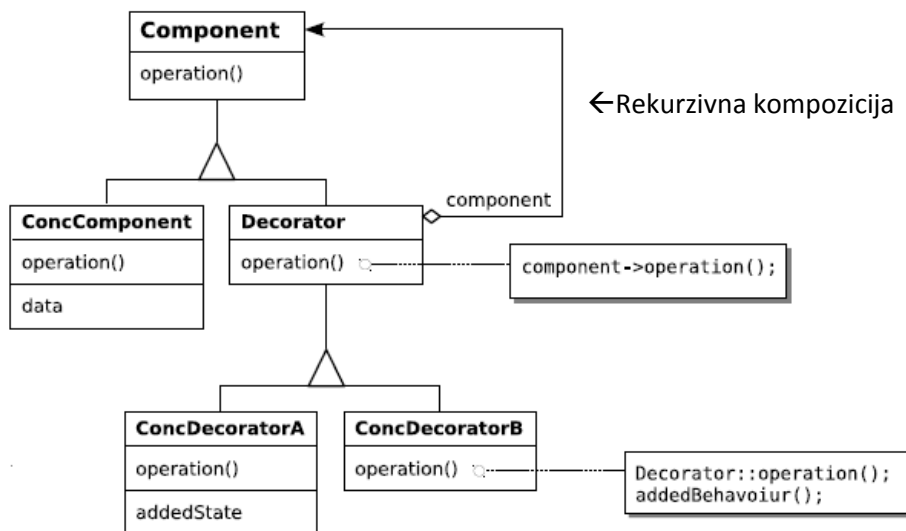 Component
operation()
←Rekurzivna kompozicija
component
ConcComponent
operation()
data
Decorator
operation()
component->operation();
ConcDecoratorA
operation()
addedState
ConcDecoratorB
operation()
Decorator::operation();
addedBehavoiur();